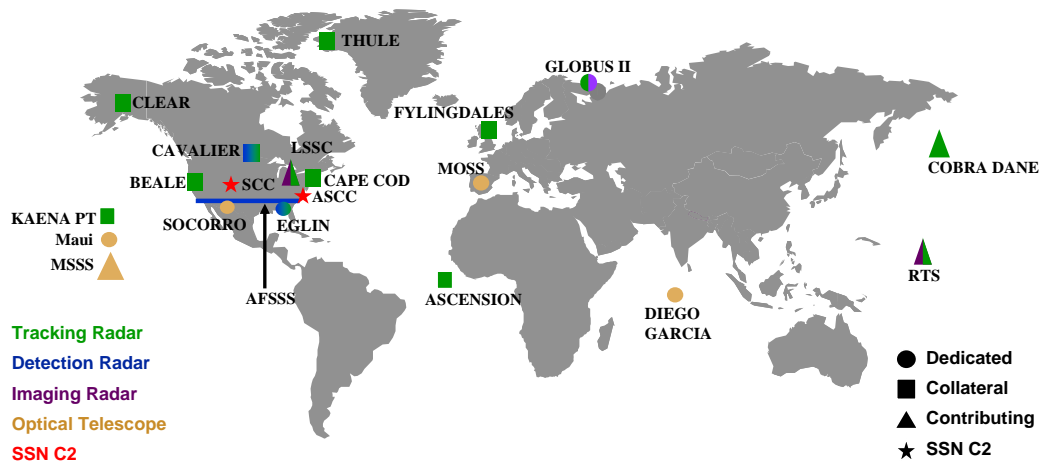 THULE
GLOBUS II
CLEAR
FYLINGDALES
CAVALIER
LSSC
COBRA DANE
MOSS
BEALE
SCC
CAPE COD
ASCC
KAENA PT
SOCORRO
EGLIN
Maui
MSSS
RTS
AFSSS
ASCENSION
DIEGO
GARCIA
Tracking Radar
Detection Radar
Imaging Radar
Optical Telescope
SSN C2
Dedicated
Collateral
Contributing
SSN C2